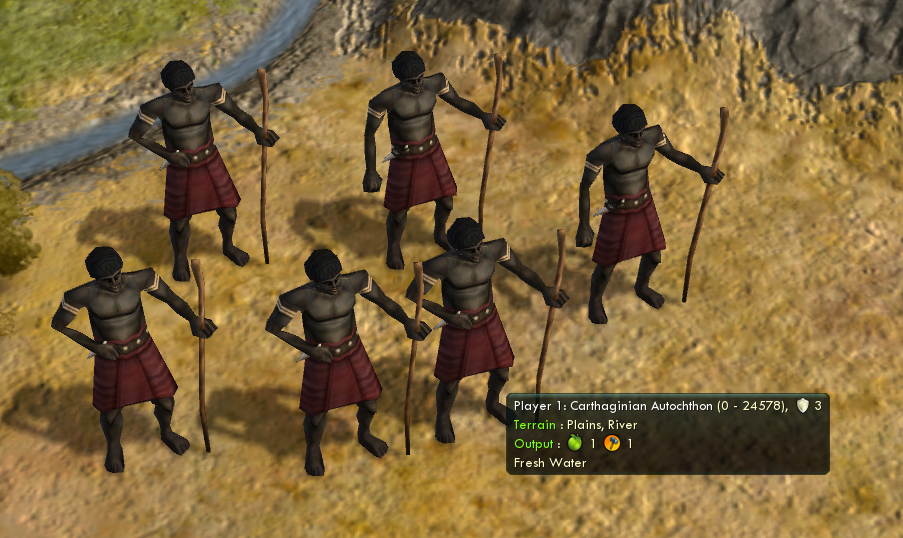 Player 1: Carthaginian Autochthon (0 - 24578), 3
Terrain : Plains, River
Output : 1 1
Fresh Water